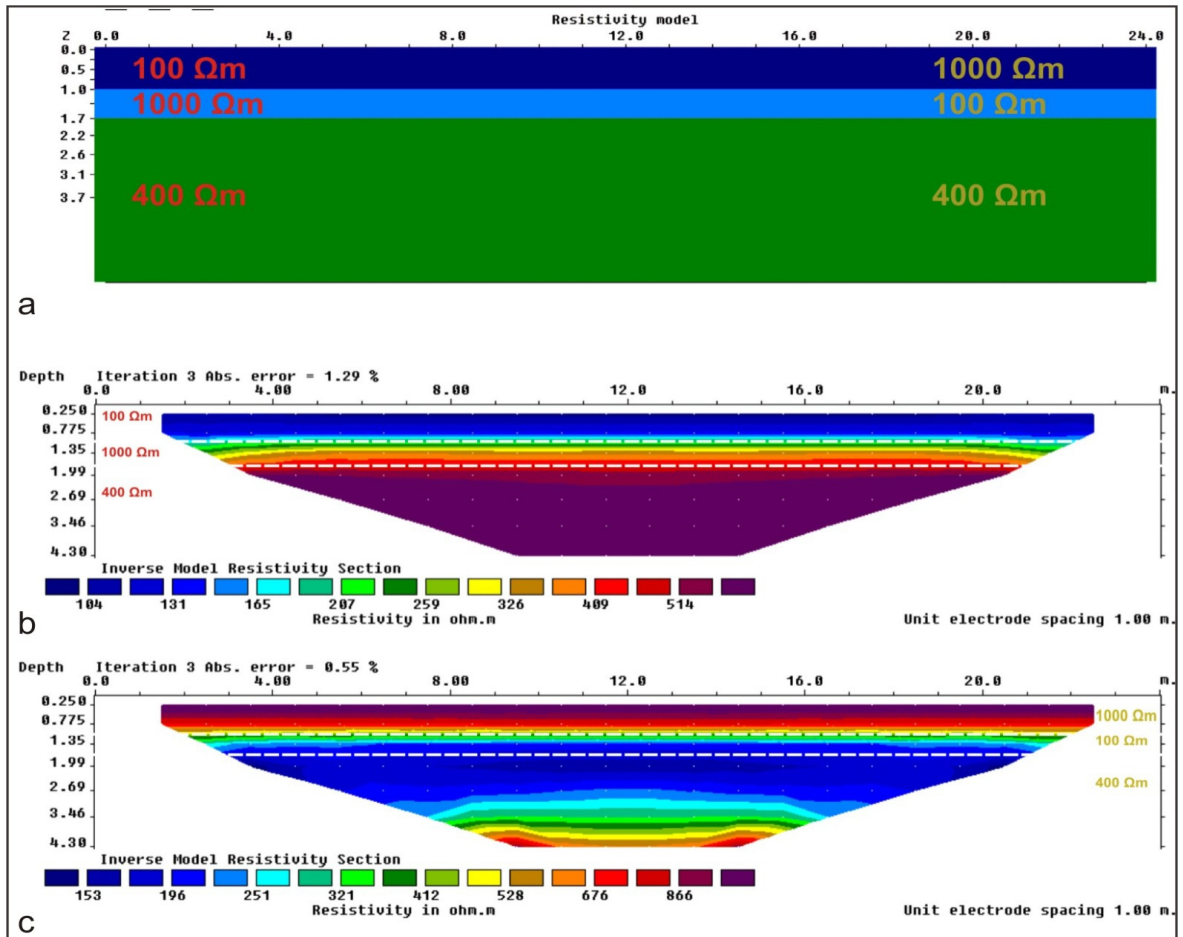 Resistivity model
Z 0.0 4.0 8.0 12.0 16.0 20.0 24.0
0.0
0.5
1.0
1.7
2.2
2.6
3.1
3.7
100 Ωm 1000 Ωm
1000 Ωm 100 Ωm
400 Ωm 400 Ωm
a
Depth Iteration 3 Abs. error = 1.29 %
0.0 4.00 8.00 12.0 16.0 20.0 m.
0.250
0.775
1.35
1.99
2.69
3.46
4.30
100 Ωm
1000 Ωm
400 Ωm
Inverse Model Resistivity Section
104 131 165 207 259 326 409 514
Resistivity in ohm.m Unit electrode spacing 1.00 m.
b
Depth Iteration 3 Abs. error = 0.55 %
0.0 4.00 8.00 12.0 16.0 20.0 m.
0.250
0.775
1.35
1.99
2.69
3.46
4.30
1000 Ωm
100 Ωm
400 Ωm
Inverse Model Resistivity Section
153 196 251 321 412 528 676 866
Resistivity in ohm.m Unit electrode spacing 1.00 m.
c